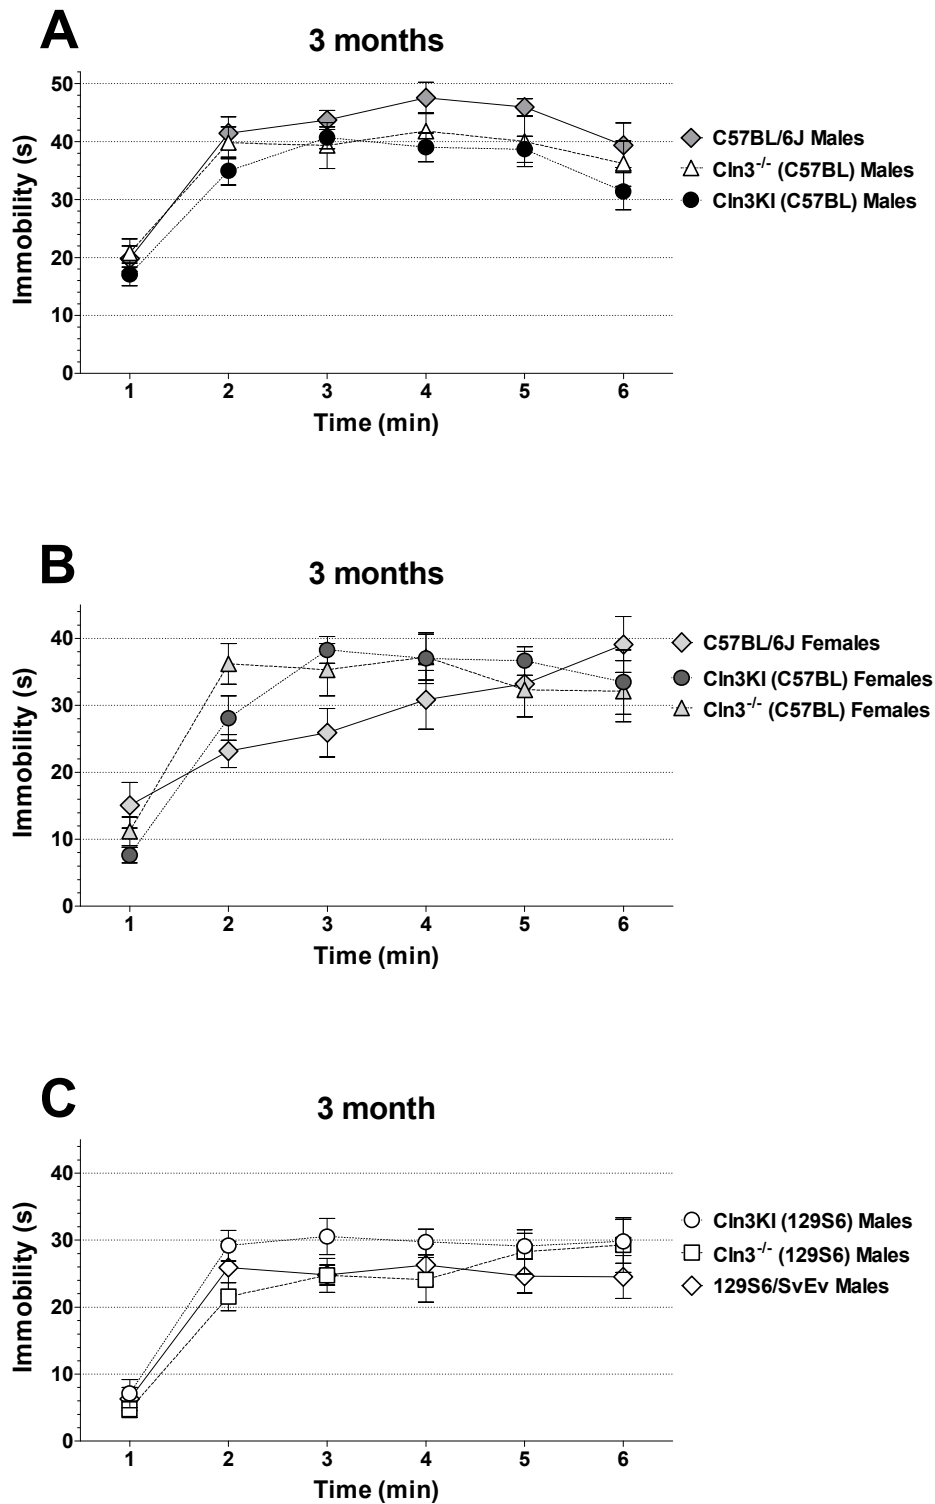 A
3 months
Immobility (s)
50
40
30
20
10
0
1 2 3 4 5 6
Time (min)
C57BL/6J Males
Cln3-/- (C57BL) Males
Cln3KI (C57BL) Males
B
3 months
Immobility (s)
40
30
20
10
0
1 2 3 4 5 6
Time (min)
C57BL/6J Females
Cln3KI (C57BL) Females
Cln3-/- (C57BL) Females
C
3 month
Immobility (s)
40
30
20
10
0
1 2 3 4 5 6
Time (min)
Cln3KI (129S6) Males
Cln3-/- (129S6) Males
129S6/SvEv Males